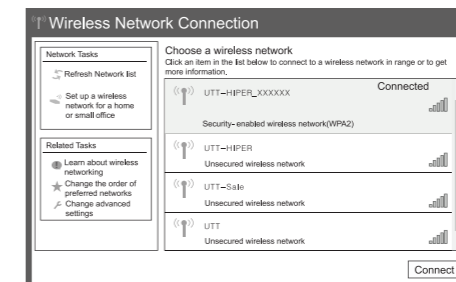 Wireless Network Connection
Network Tasks
Refresh Network list
Set up a wireless
network for a home
or small office
Related Tasks
Learn about wireless
networking
Change the order of
preferred networks
Change advanced
settings
Choose a wireless network
Click an item in the list below to connect to a wireless network in range or to get
more information.
UTT-HIPER_XXXXXX
Connected
Security-enabled wireless network(WPA2)
UTT-HIPER
Unsecured wireless network
UTT-Sale
Unsecured wireless network
UTT
Unsecured wireless network
Connect